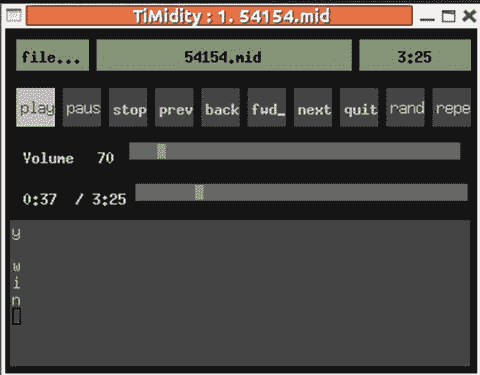 TiMidity : 1. 54154.mid
file... 54154.mid 3:25
play paus stop prev back fwd_ next quit rand repe
Volume 70
0:37 / 3:25
y
w
i
n